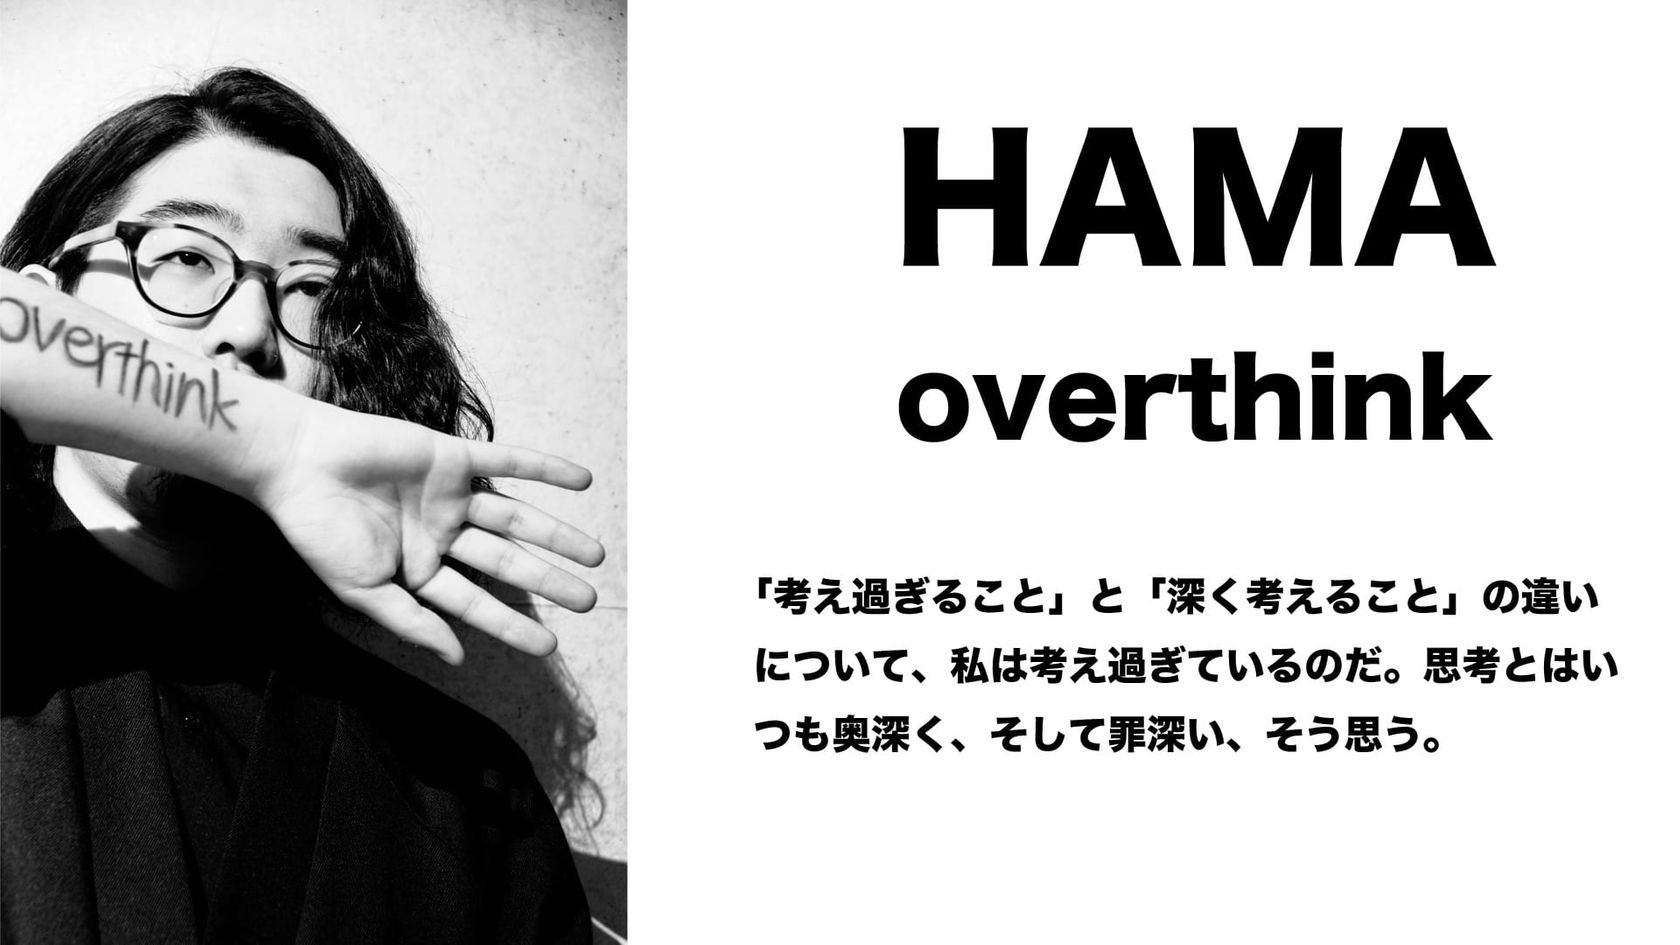 overthink
HAMA
overthink
「考え過ぎること」と「深く考えること」の違い
について、私は考え過ぎているのだ。思考とはい
つも奥深く、そして罪深い、そう思う。